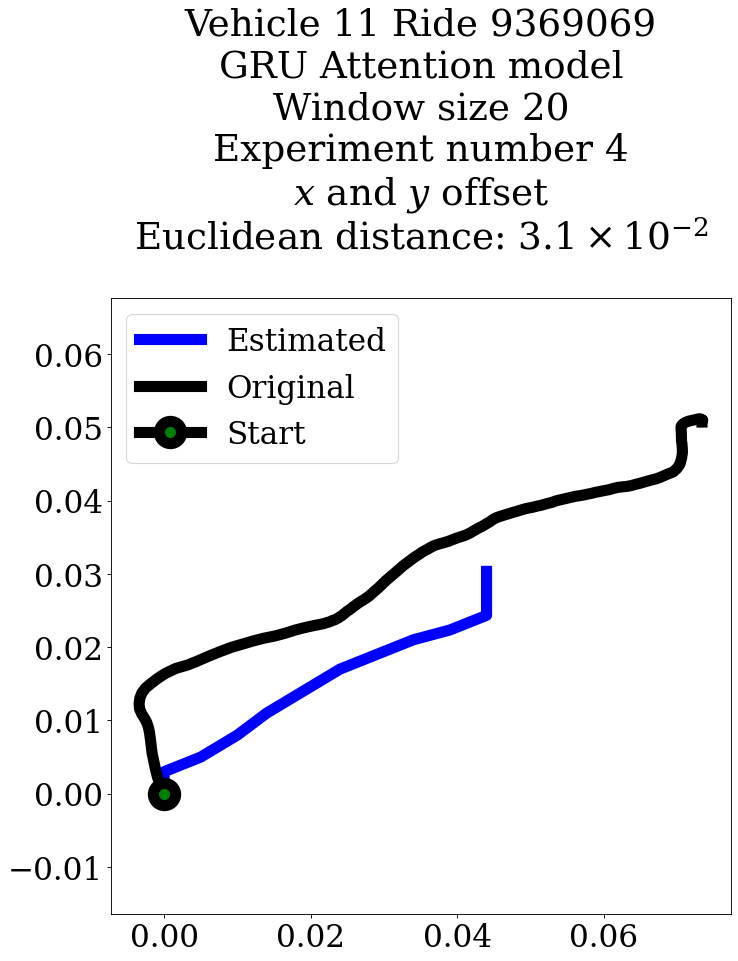 Vehicle 11 Ride 9369069
GRU Attention model
Window size 20
Experiment number 4
x and y offset
Euclidean distance: 3.1 × 10⁻²
Estimated
Original
Start
0.06
0.05
0.04
0.03
0.02
0.01
0.00
−0.01
0.00 0.02 0.04 0.06